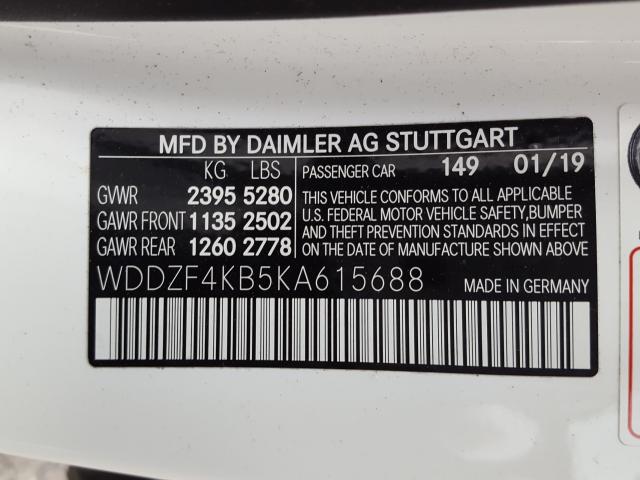 MFD BY DAIMLER AG STUTTGART
KG LBS
GVWR 2395 5280
GAWR FRONT 1135 2502
GAWR REAR 1260 2778
PASSENGER CAR 149 01/19
THIS VEHICLE CONFORMS TO ALL APPLICABLE
U.S. FEDERAL MOTOR VEHICLE SAFETY,BUMPER
AND THEFT PREVENTION STANDARDS IN EFFECT
ON THE DATE OF MANUFACTURE SHOWN ABOVE.
WDDZF4KB5KA615688 MADE IN GERMANY